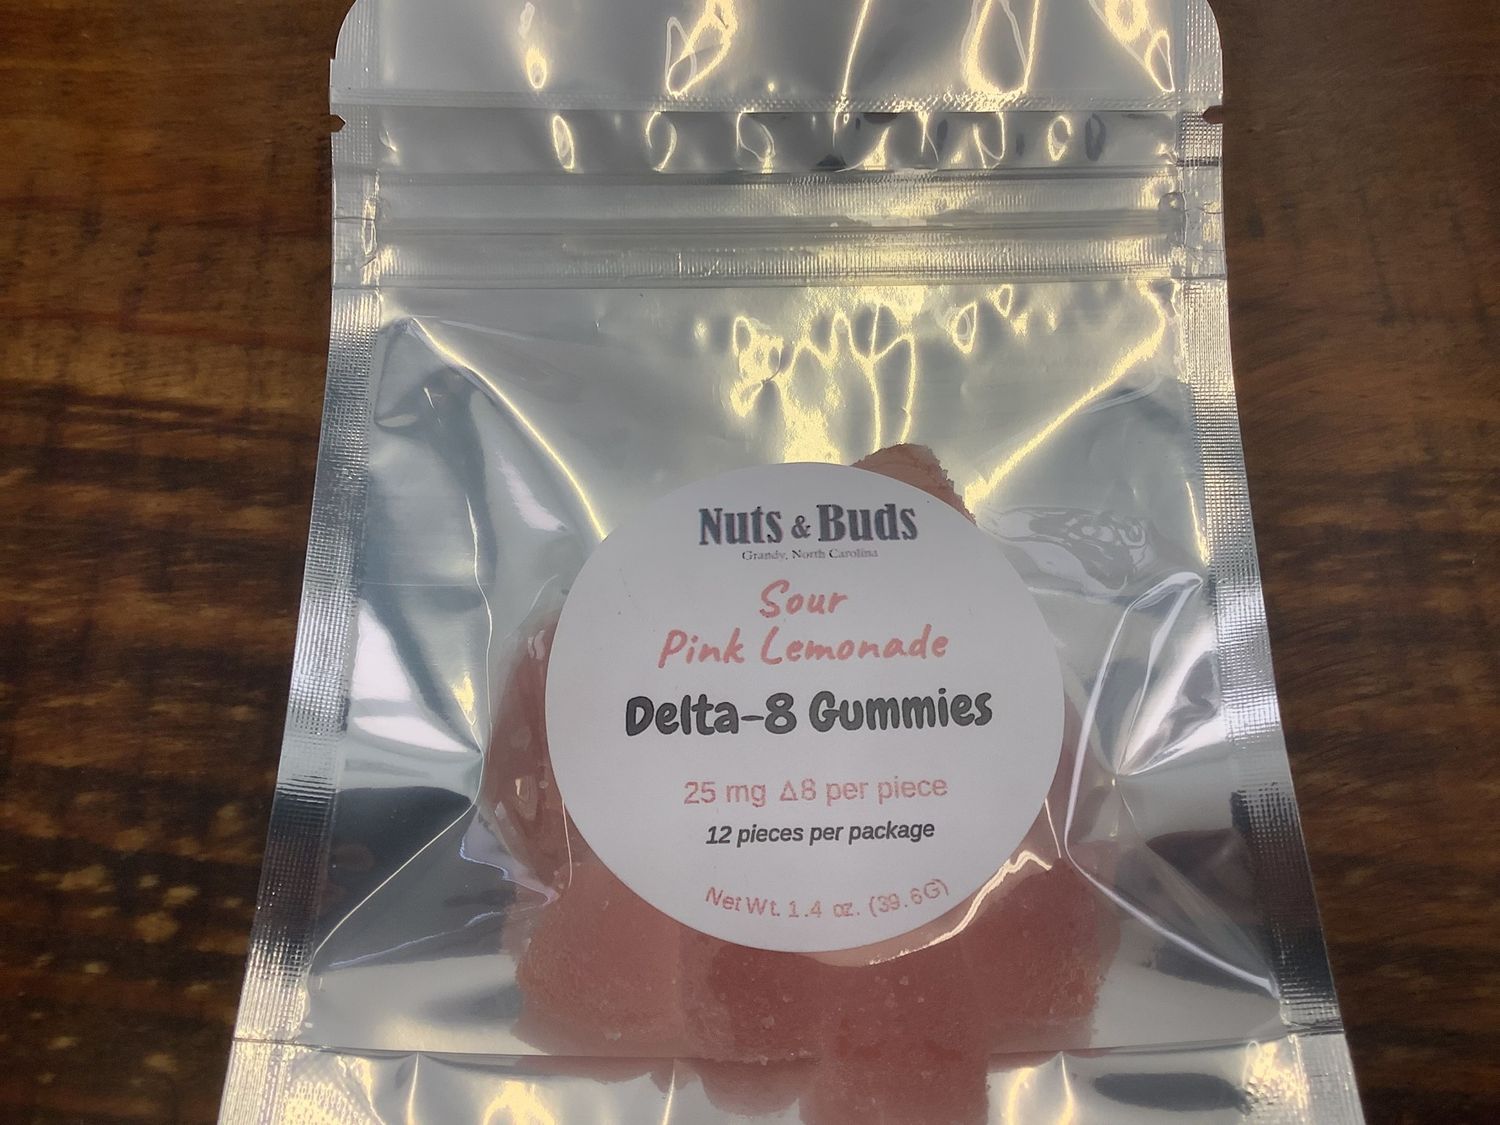 Nuts & Buds
Grandy, North Carolina
Sour
Pink Lemonade
Delta-8 Gummies
25 mg Δ8 per piece
12 pieces per package
Net Wt. 1.4 oz. (39.6G)